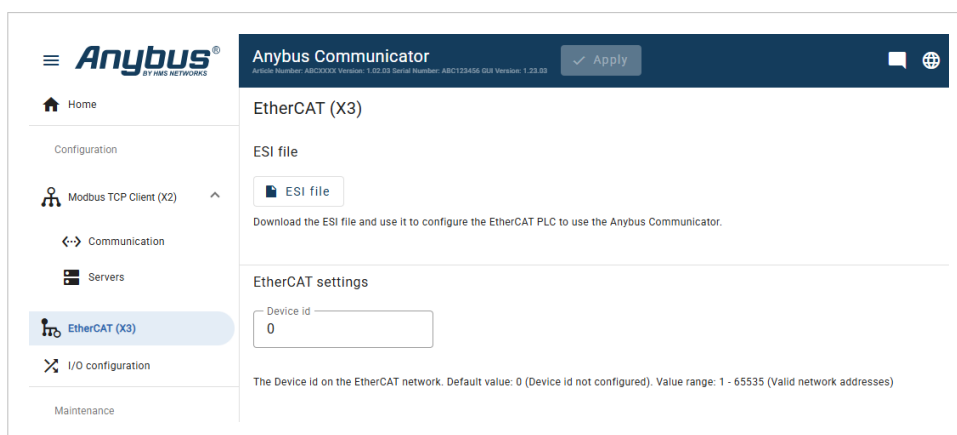 Anybus®
BY HMS NETWORKS
Home
Configuration
Modbus TCP Client (X2)
Communication
Servers
EtherCAT (X3)
I/O configuration
Maintenance
Anybus Communicator
Article Number: ABCXXXX Version: 1.02.03 Serial Number: ABC123456 GUI Version: 1.23.03
Apply
EtherCAT (X3)
ESI file
ESI file
Download the ESI file and use it to configure the EtherCAT PLC to use the Anybus Communicator.
EtherCAT settings
Device id
0
The Device id on the EtherCAT network. Default value: 0 (Device id not configured). Value range: 1 - 65535 (Valid network addresses)